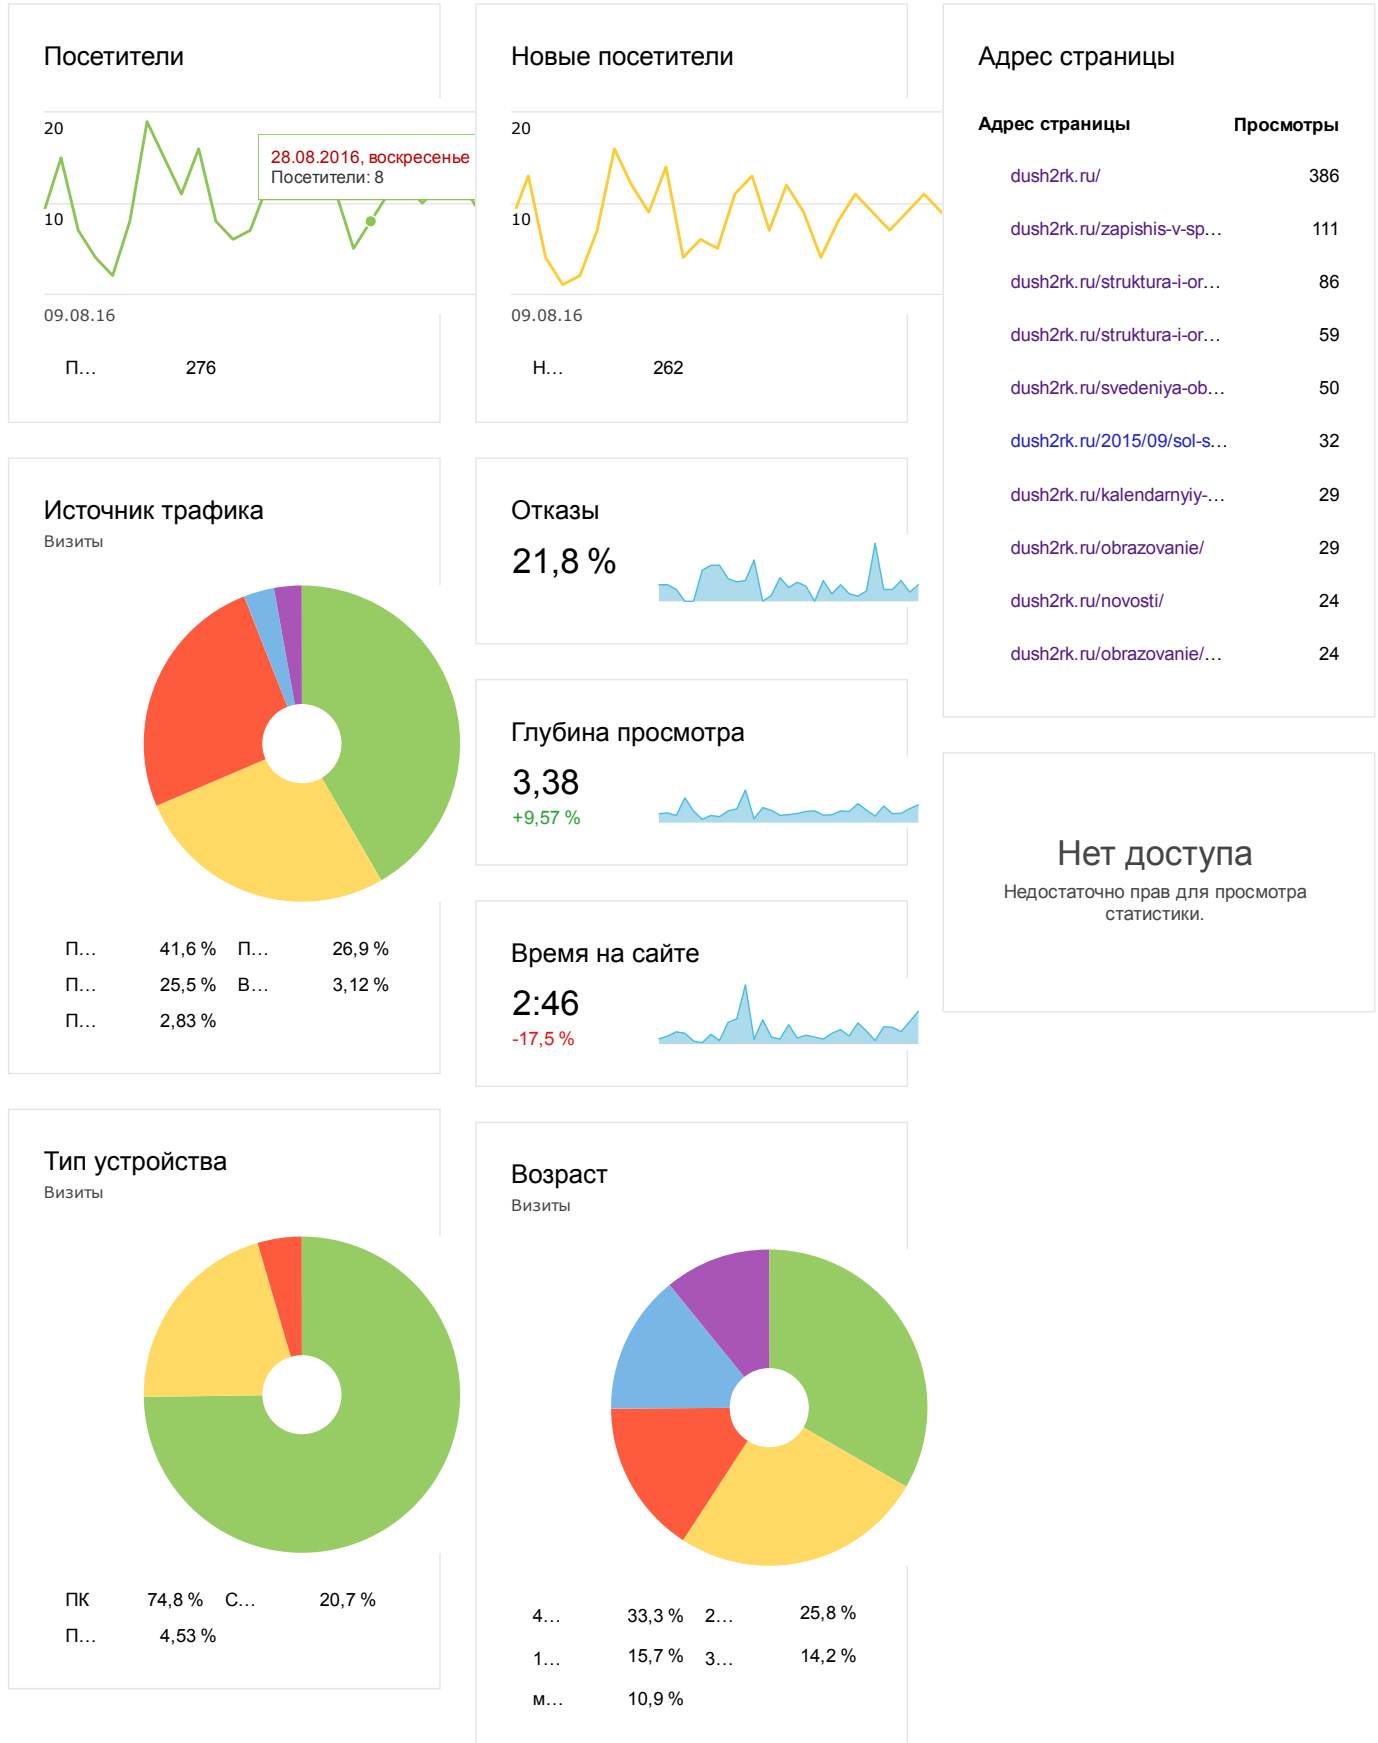 Посетители
20
28.08.2016, воскресенье
Посетители: 8
10
09.08.16
П… 276
Новые посетители
20
10
09.08.16
Н… 262
Адрес страницы
Адрес страницы Просмотры
dush2rk.ru/ 386
dush2rk.ru/zapishis-v-sp… 111
dush2rk.ru/struktura-i-or… 86
dush2rk.ru/struktura-i-or… 59
dush2rk.ru/svedeniya-ob… 50
dush2rk.ru/2015/09/sol-s… 32
dush2rk.ru/kalendarnyiy-… 29
dush2rk.ru/obrazovanie/ 29
dush2rk.ru/novosti/ 24
dush2rk.ru/obrazovanie/… 24
Источник трафика
Визиты
П… 41,6 % П… 26,9 %
П… 25,5 % В… 3,12 %
П… 2,83 %
Отказы
21,8 %
Глубина просмотра
3,38
+9,57 %
Время на сайте
2:46
-17,5 %
Нет доступа
Недостаточно прав для просмотра
статистики.
Тип устройства
Визиты
ПК 74,8 % С… 20,7 %
П… 4,53 %
Возраст
Визиты
4… 33,3 % 2… 25,8 %
1… 15,7 % 3… 14,2 %
м… 10,9 %